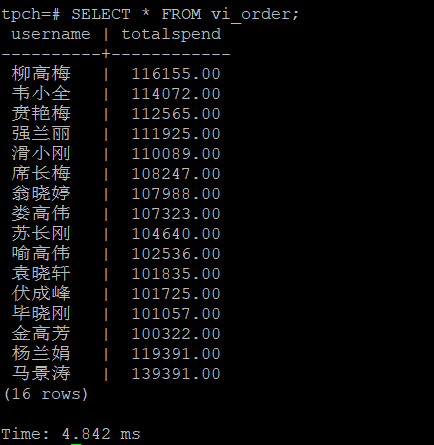 tpch=# SELECT * FROM vi_order;
 username | totalspend
----------+------------
 柳高梅   |  116155.00
 韦小全   |  114072.00
 贲艳梅   |  112565.00
 强兰丽   |  111925.00
 滑小刚   |  110089.00
 席长梅   |  108247.00
 翁晓婷   |  107988.00
 娄高伟   |  107323.00
 苏长刚   |  104640.00
 喻高伟   |  102536.00
 袁晓轩   |  101835.00
 伏成峰   |  101725.00
 毕晓刚   |  101057.00
 金高芳   |  100322.00
 杨兰娟   |  119391.00
 马景涛   |  139391.00
(16 rows)
Time: 4.842 ms